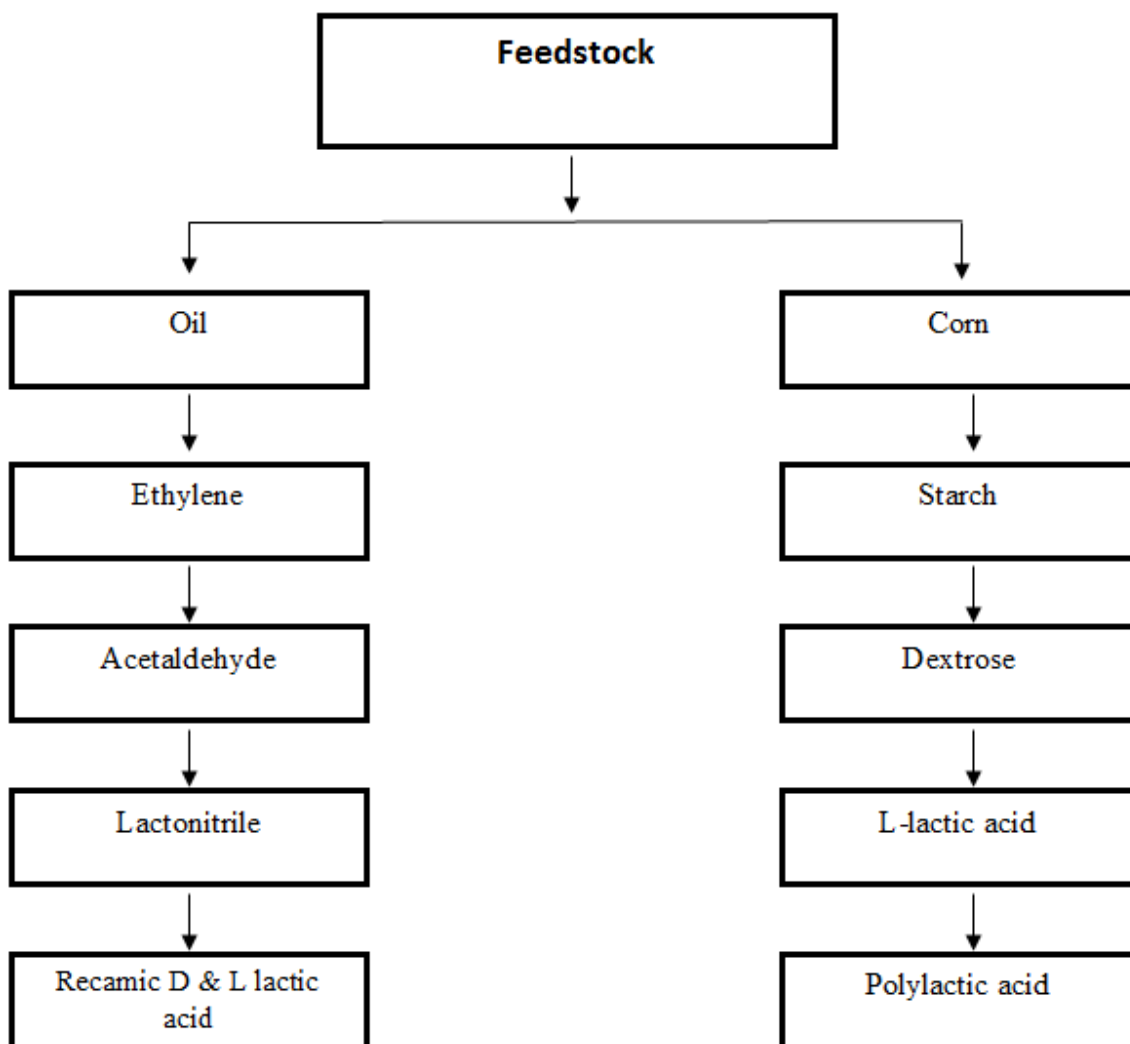 Feedstock
Oil
Corn
Ethylene
Starch
Acetaldehyde
Dextrose
Lactonitrile
L-lactic acid
Recamic D & L lactic
acid
Polylactic acid